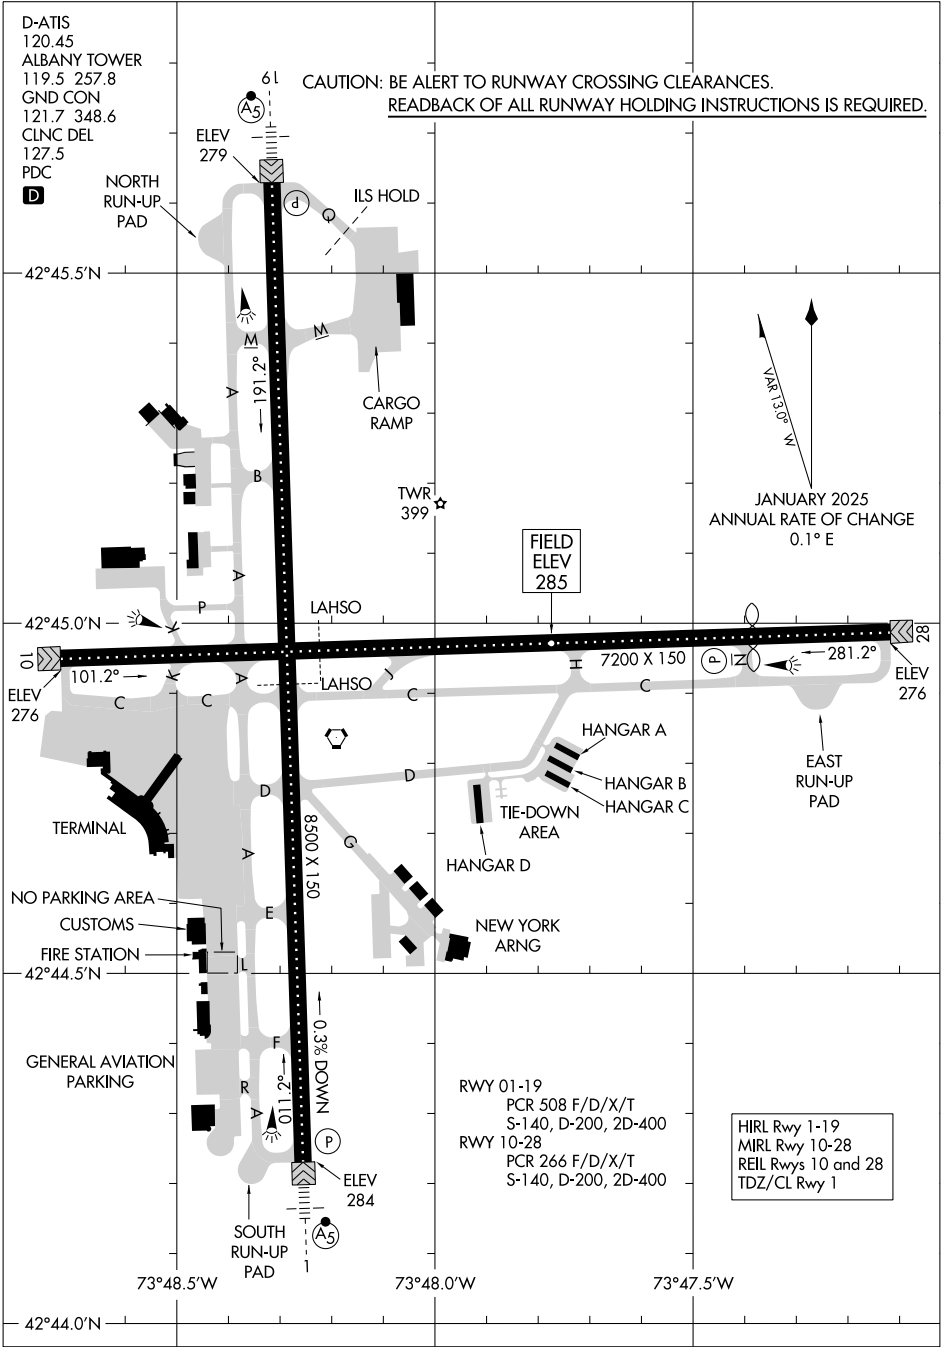 D-ATIS
120.45
ALBANY TOWER
119.5 257.8
GND CON
121.7 348.6
CLNC DEL
127.5
PDC
D
CAUTION: BE ALERT TO RUNWAY CROSSING CLEARANCES.
READBACK OF ALL RUNWAY HOLDING INSTRUCTIONS IS REQUIRED.
19
A5
ELEV
279
NORTH
RUN-UP
PAD
P
Q
ILS HOLD
42°45.5'N
M
M
A
191.2°
CARGO
RAMP
VAR 13.0° W
JANUARY 2025
ANNUAL RATE OF CHANGE
0.1° E
B
TWR
399
FIELD
ELEV
285
A
P
K
LAHSO
42°45.0'N
10
28
7200 X 150
P
N
281.2°
101.2°
K
A
LAHSO
J
H
ELEV
276
ELEV
276
C
C
C
C
HANGAR A
HANGAR B
HANGAR C
EAST
RUN-UP
PAD
D
D
TIE-DOWN
AREA
HANGAR D
TERMINAL
A
8500 X 150
G
NO PARKING AREA
CUSTOMS
FIRE STATION
E
L
NEW YORK
ARNG
42°44.5'N
0.3% DOWN
F
011.2°
GENERAL AVIATION
PARKING
R
A
P
ELEV
284
RWY 01-19
PCR 508 F/D/X/T
S-140, D-200, 2D-400
RWY 10-28
PCR 266 F/D/X/T
S-140, D-200, 2D-400
HIRL Rwy 1-19
MIRL Rwy 10-28
REIL Rwys 10 and 28
TDZ/CL Rwy 1
SOUTH
RUN-UP
PAD
1
A5
73°48.5'W
73°48.0'W
73°47.5'W
42°44.0'N